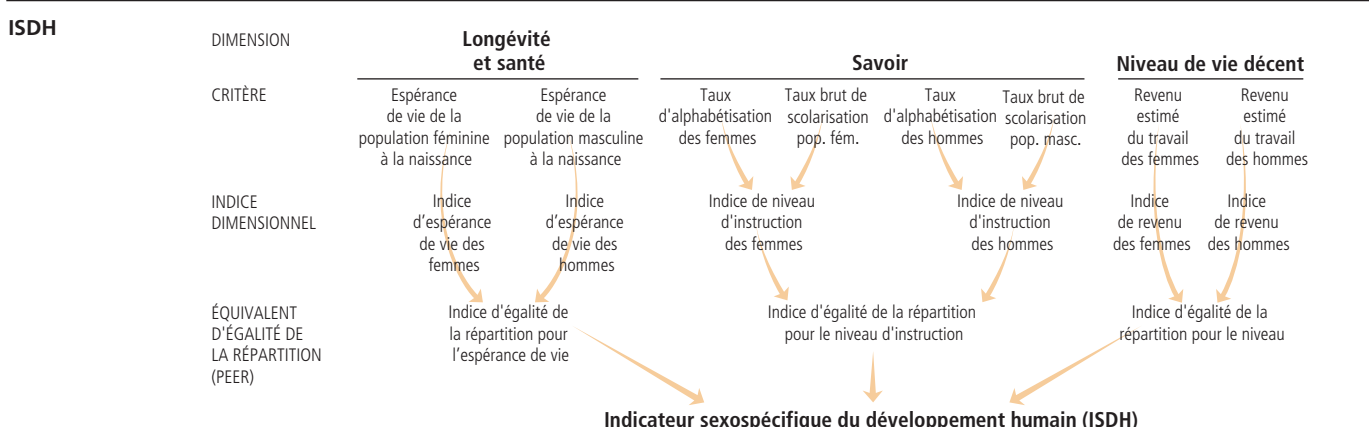 ISDH
DIMENSION
Longévité
et santé
Savoir
Niveau de vie décent
CRITÈRE
Espérance
de vie de la
population féminine
à la naissance
Espérance
de vie de la
population masculine
à la naissance
Taux
d'alphabétisation
des femmes
Taux brut de
scolarisation
pop. fém.
Taux
d'alphabétisation
des hommes
Taux brut de
scolarisation
pop. masc.
Revenu
estimé
du travail
des femmes
Revenu
estimé
du travail
des hommes
INDICE
DIMENSIONNEL
Indice
d'espérance
de vie des
femmes
Indice
d'espérance
de vie des
hommes
Indice de niveau
d'instruction
des femmes
Indice de niveau
d'instruction
des hommes
Indice
de revenu
des femmes
Indice
de revenu
des hommes
ÉQUIVALENT
D'ÉGALITÉ DE
LA RÉPARTITION
(PEER)
Indice d'égalité de
la répartition pour
l'espérance de vie
Indice d'égalité de la répartition
pour le niveau d'instruction
Indice d'égalité de la
répartition pour le niveau
Indicateur sexospécifique du développement humain (ISDH)